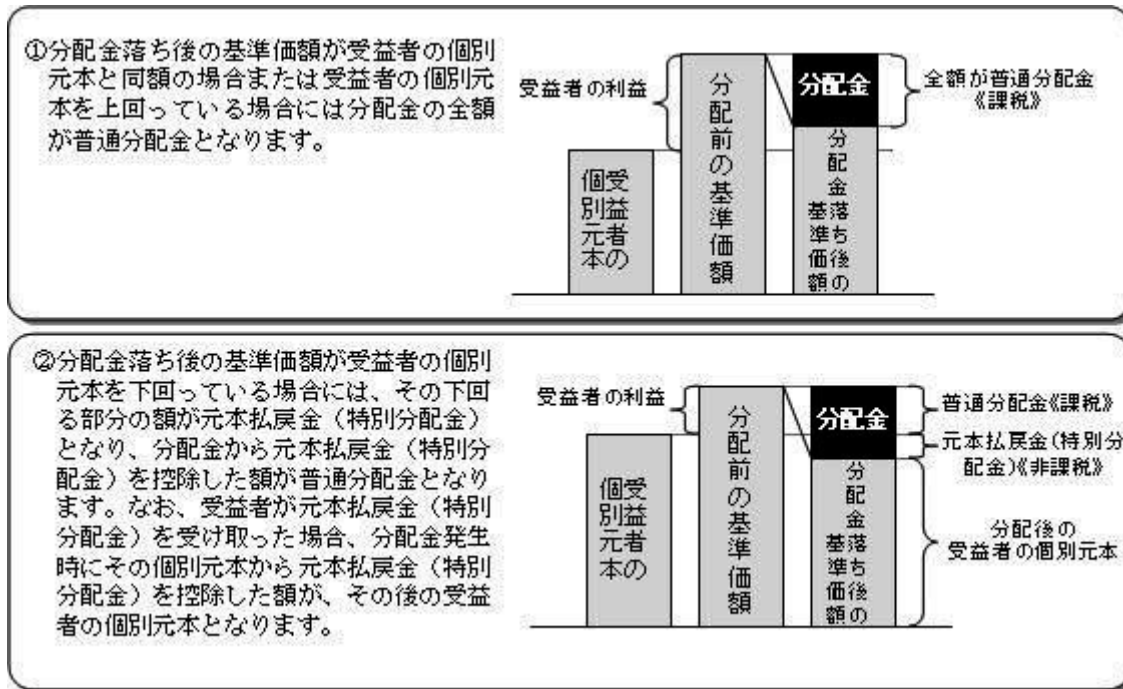 ①分配金落ち後の基準価額が受益者の個別
元本と同額の場合または受益者の個別元
本を上回っている場合には分配金の全額
が普通分配金となります。
受益者の利益
受益者の
個別元本
分配前の基準価額
分配金
分配金落ち後の
基準価額
全額が普通分配金
《課税》
②分配金落ち後の基準価額が受益者の個別
元本を下回っている場合には、その下回
る部分の額が元本払戻金（特別分配金）
となり、分配金から元本払戻金（特別分
配金）を控除した額が普通分配金となり
ます。なお、受益者が元本払戻金（特別
分配金）を受け取った場合、分配金発生
時にその個別元本から元本払戻金（特別
分配金）を控除した額が、その後の受益
者の個別元本となります。
受益者の利益
受益者の
個別元本
分配前の基準価額
分配金
分配金落ち後の
基準価額
普通分配金《課税》
元本払戻金(特別分
配金)《非課税》
分配後の
受益者の個別元本